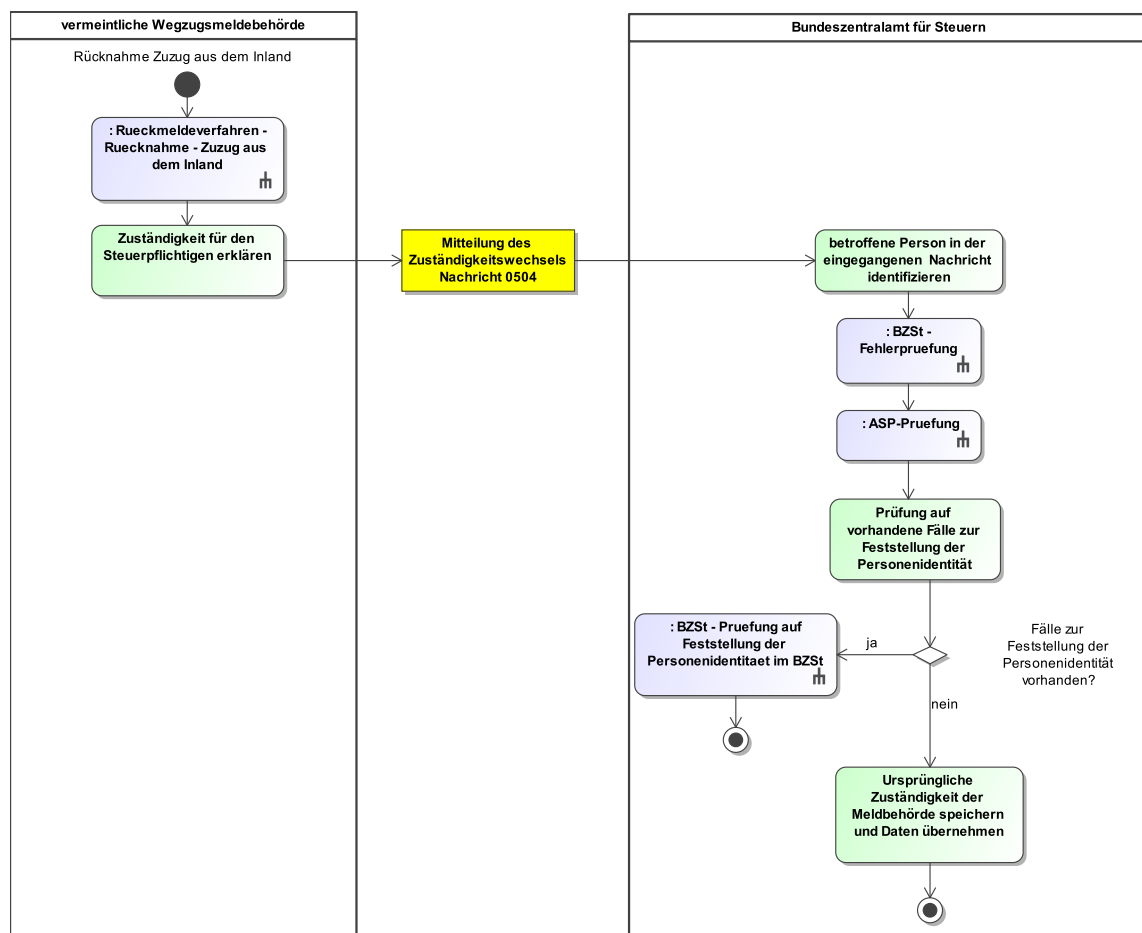 vermeintliche Wegzugsmeldebehörde
Bundeszentralamt für Steuern
Rücknahme Zuzug aus dem Inland
: Rueckmeldeverfahren -
Ruecknahme - Zuzug aus
dem Inland
Zuständigkeit für den
Steuerpflichtigen erklären
Mitteilung des
Zuständigkeitswechsels
Nachricht 0504
betroffene Person in der
eingegangenen Nachricht
identifizieren
: BZSt -
Fehlerpruefung
: ASP-Pruefung
Prüfung auf
vorhandene Fälle zur
Feststellung der
Personenidentität
Fälle zur
Feststellung der
Personenidentität
vorhanden?
ja
: BZSt - Pruefung auf
Feststellung der
Personenidentitaet im BZSt
nein
Ursprüngliche
Zuständigkeit der
Meldbehörde speichern
und Daten übernehmen